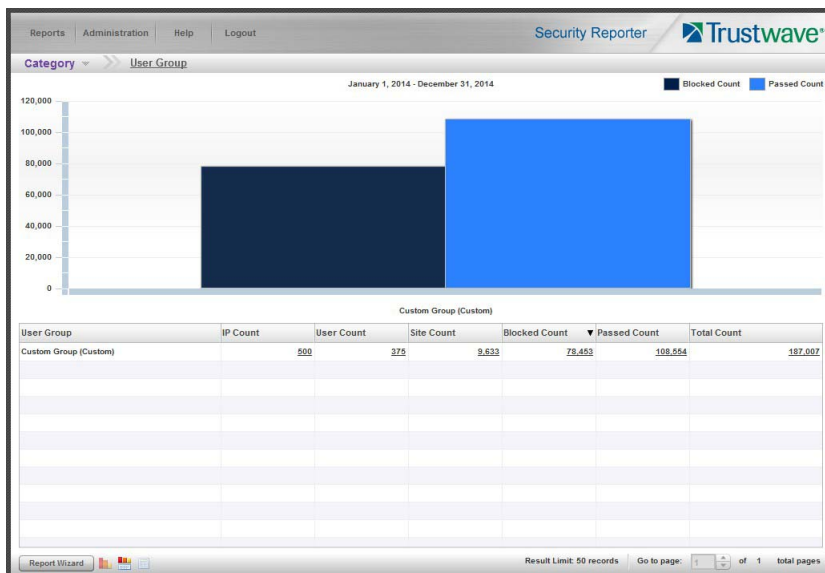 Reports Administration Help Logout
Security Reporter Trustwave®
Category User Group
January 1, 2014 - December 31, 2014
Blocked Count Passed Count
120,000
100,000
80,000
60,000
40,000
20,000
0
Custom Group (Custom)
User Group IP Count User Count Site Count Blocked Count ▼ Passed Count Total Count
Custom Group (Custom) 500 375 9,633 78,453 108,554 187,007
Report Wizard Result Limit: 50 records Go to page: 1 of 1 total pages